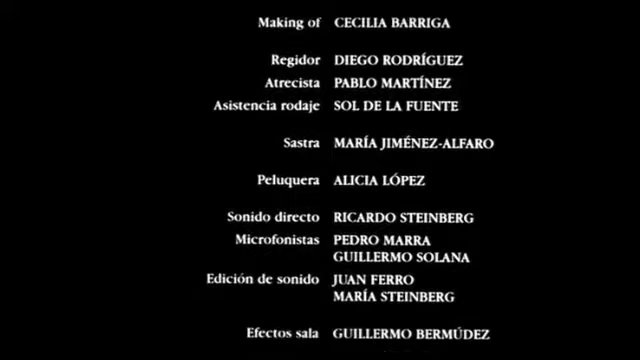 Making of CECILIA BARRIGA
Regidor DIEGO RODRÍGUEZ
Atrecista PABLO MARTÍNEZ
Asistencia rodaje SOL DE LA FUENTE
Sastra MARÍA JIMÉNEZ-ALFARO
Peluquera ALICIA LÓPEZ
Sonido directo RICARDO STEINBERG
Microfonistas PEDRO MARRA
GUILLERMO SOLANA
Edición de sonido JUAN FERRO
MARÍA STEINBERG
Efectos sala GUILLERMO BERMÚDEZ